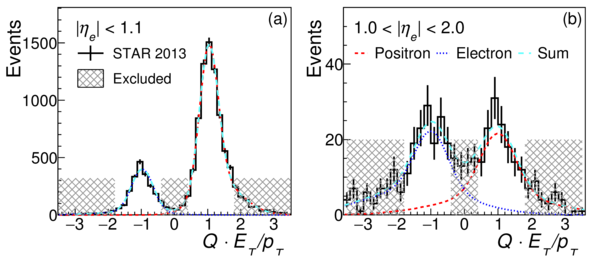 (a)
|ηe| < 1.1
STAR 2013
Excluded
Events
1500
1000
500
0
−3 −2 −1 0 1 2 3
Q · ET/pT
(b)
1.0 < |ηe| < 2.0
Positron Electron Sum
Events
60
40
20
0
−3 −2 −1 0 1 2 3
Q · ET/pT